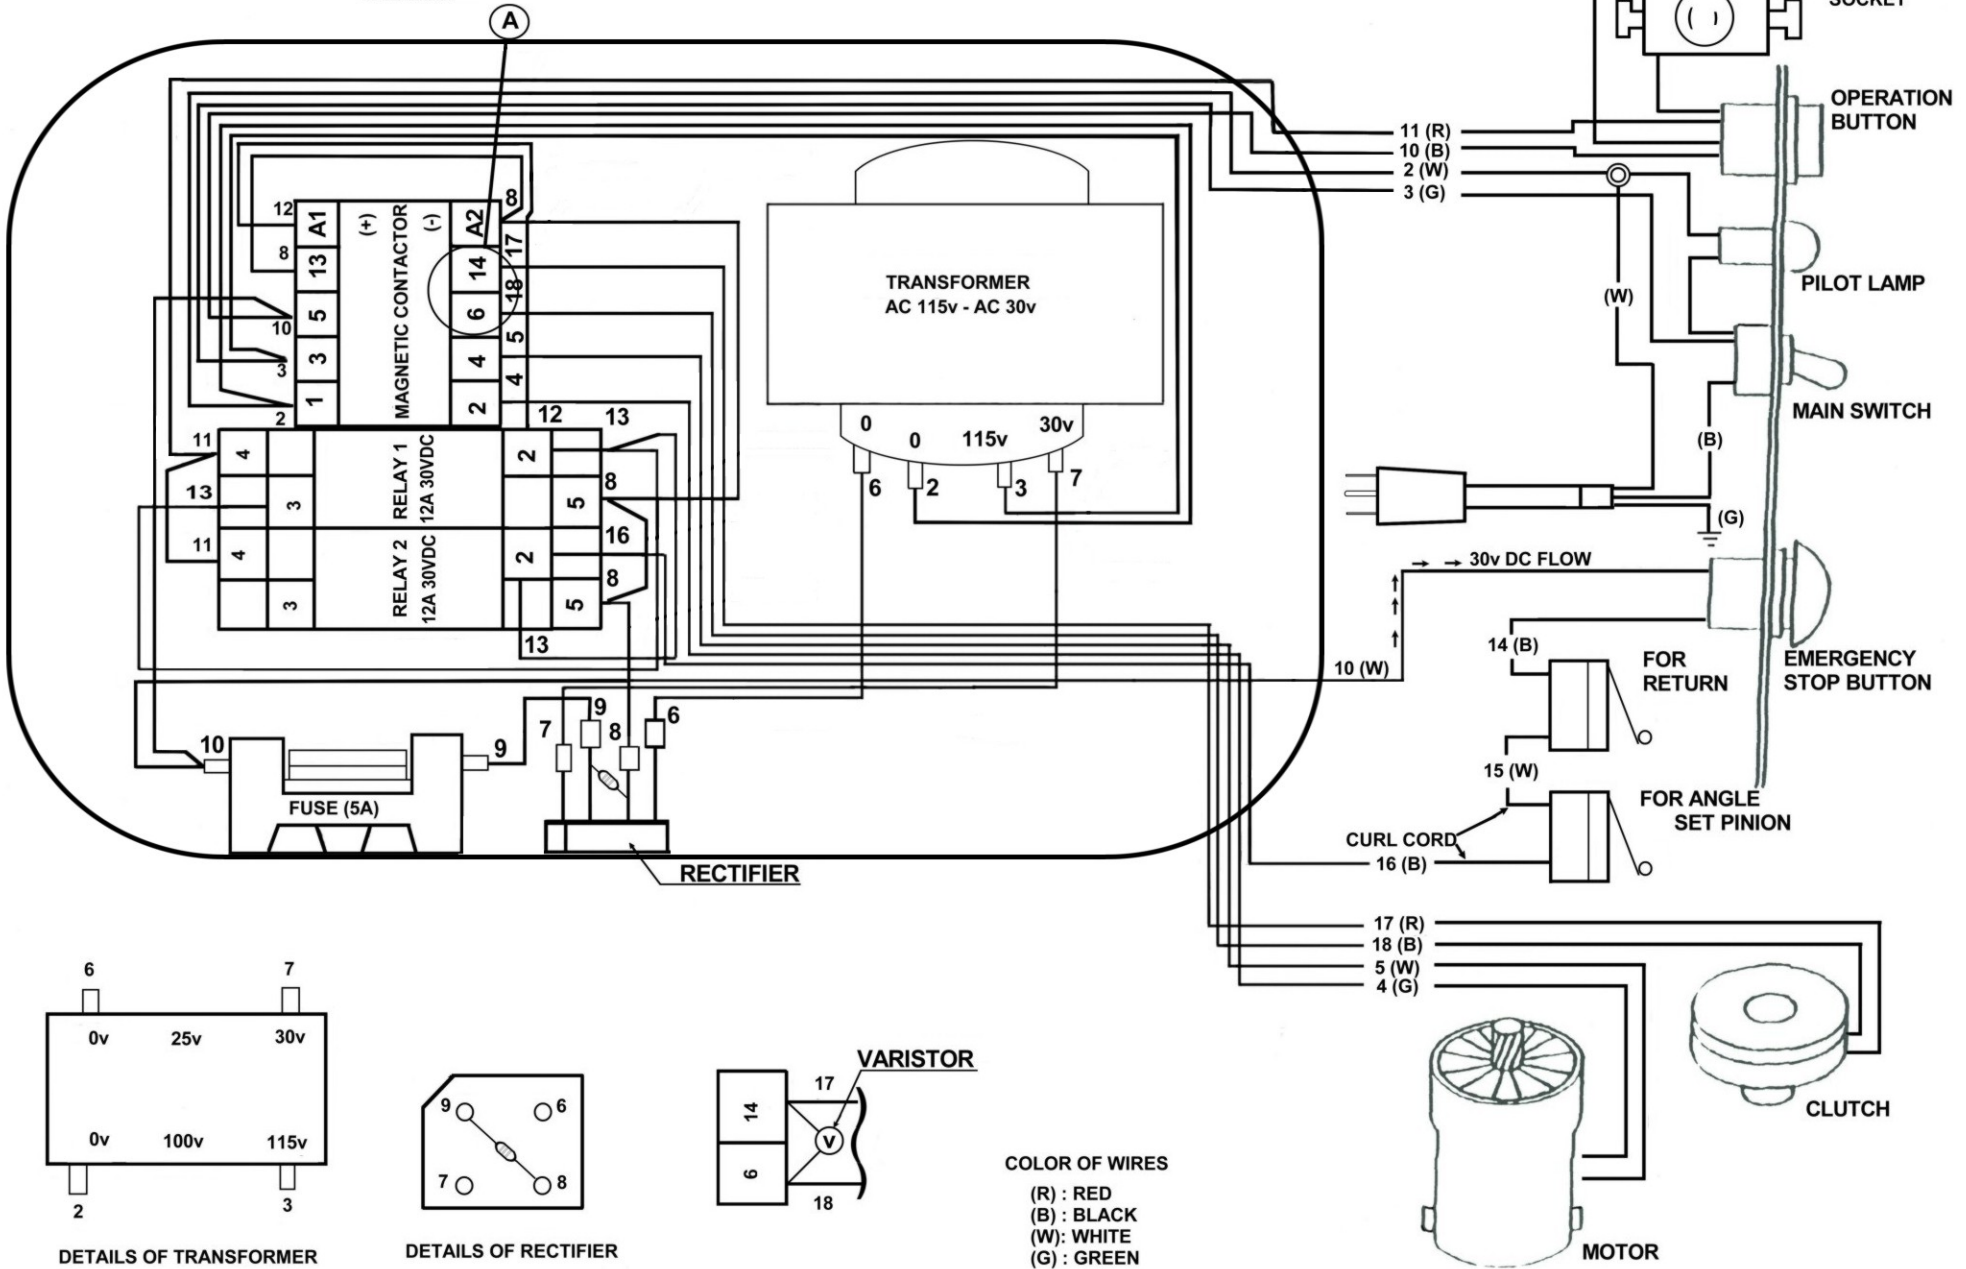 A
SOCKET
OPERATION
BUTTON
11 (R)
10 (B)
2 (W)
3 (G)
PILOT LAMP
(W)
MAIN SWITCH
(B)
(G)
30v DC FLOW
10 (W)
14 (B)
FOR
RETURN
EMERGENCY
STOP BUTTON
15 (W)
FOR ANGLE
SET PINION
CURL CORD
16 (B)
17 (R)
18 (B)
5 (W)
4 (G)
CLUTCH
MOTOR
12
8
10
3
2
A1
13
5
3
1
(+)
(-)
MAGNETIC CONTACTOR
A2
14
6
4
2
8
17
18
5
4
12
13
11
13
11
4
3
4
3
RELAY 1
12A 30VDC
RELAY 2
12A 30VDC
2
5
2
5
8
16
8
13
TRANSFORMER
AC 115v - AC 30v
0
0
115v
30v
6
2
3
7
10
9
FUSE (5A)
7
9
8
6
RECTIFIER
6
7
0v
25v
30v
0v
100v
115v
2
3
DETAILS OF TRANSFORMER
9
6
7
8
DETAILS OF RECTIFIER
VARISTOR
14
6
17
V
18
COLOR OF WIRES
(R) : RED
(B) : BLACK
(W): WHITE
(G) : GREEN